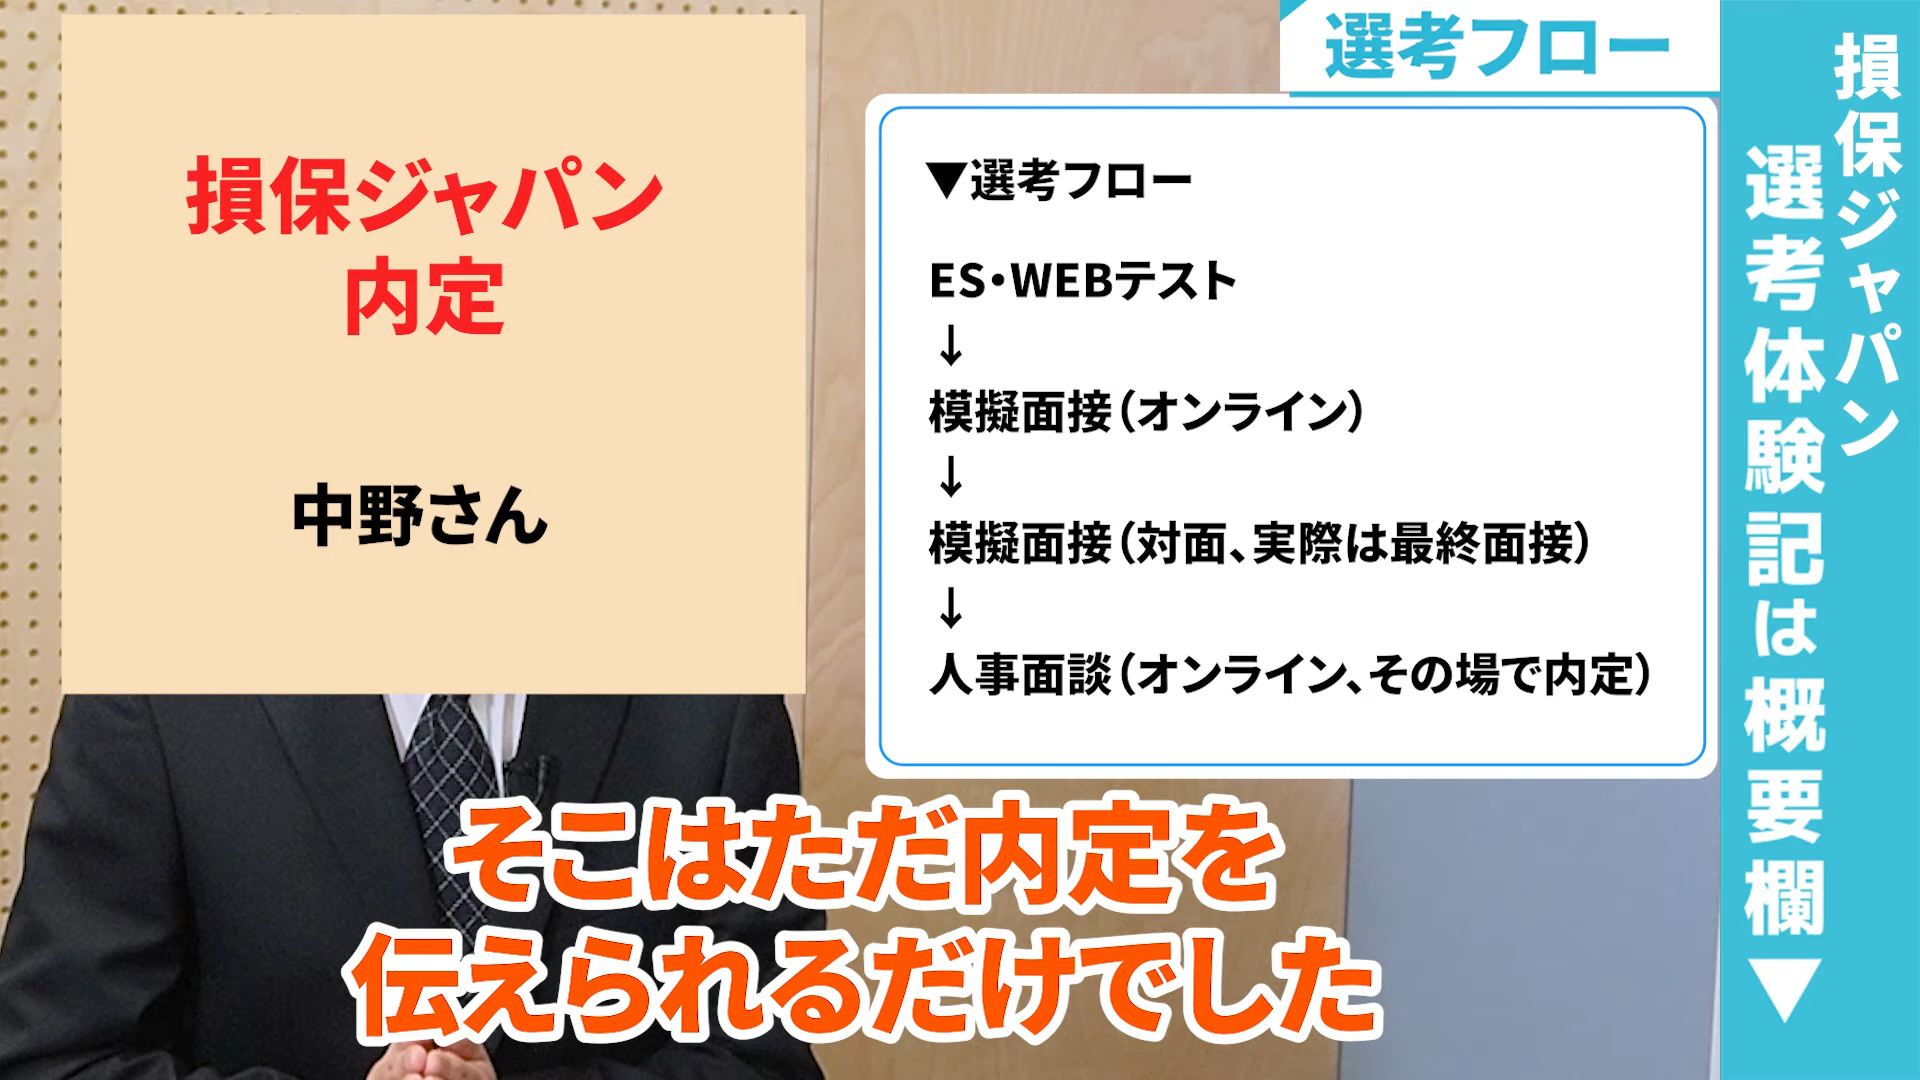 損保ジャパン
内定
中野さん
選考フロー
▼選考フロー
ES・WEBテスト
↓
模擬面接(オンライン)
↓
模擬面接(対面、実際は最終面接)
↓
人事面談(オンライン、その場で内定)
損保ジャパン
選考体験記は概要欄▼
そこはただ内定を
伝えられるだけでした